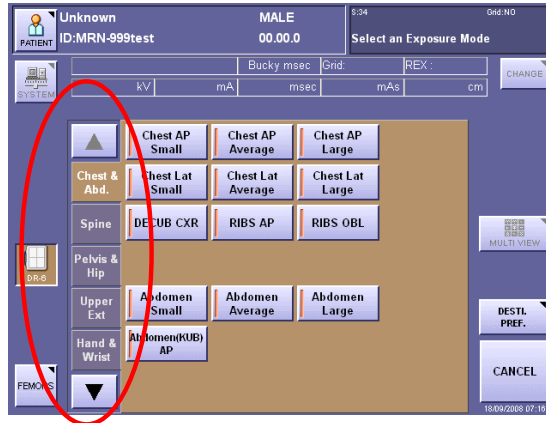 Unknown
MALE
S:34
Grid:NO
PATIENT
ID:MRN-999test
00.00.0
Select an Exposure Mode
Bucky msec
Grid:
REX :
CHANGE
SYSTEM
kV
mA
msec
mAs
cm
Chest AP
Small
Chest AP
Average
Chest AP
Large
Chest &
Abd.
Chest Lat
Small
Chest Lat
Average
Chest Lat
Large
Spine
DECUB CXR
RIBS AP
RIBS OBL
MULTI VIEW
Pelvis &
Hip
DR-6
Upper
Ext
Abdomen
Small
Abdomen
Average
Abdomen
Large
DESTI.
PREF.
Hand &
Wrist
Abdomen(KUB)
AP
CANCEL
18/09/2008 07:16